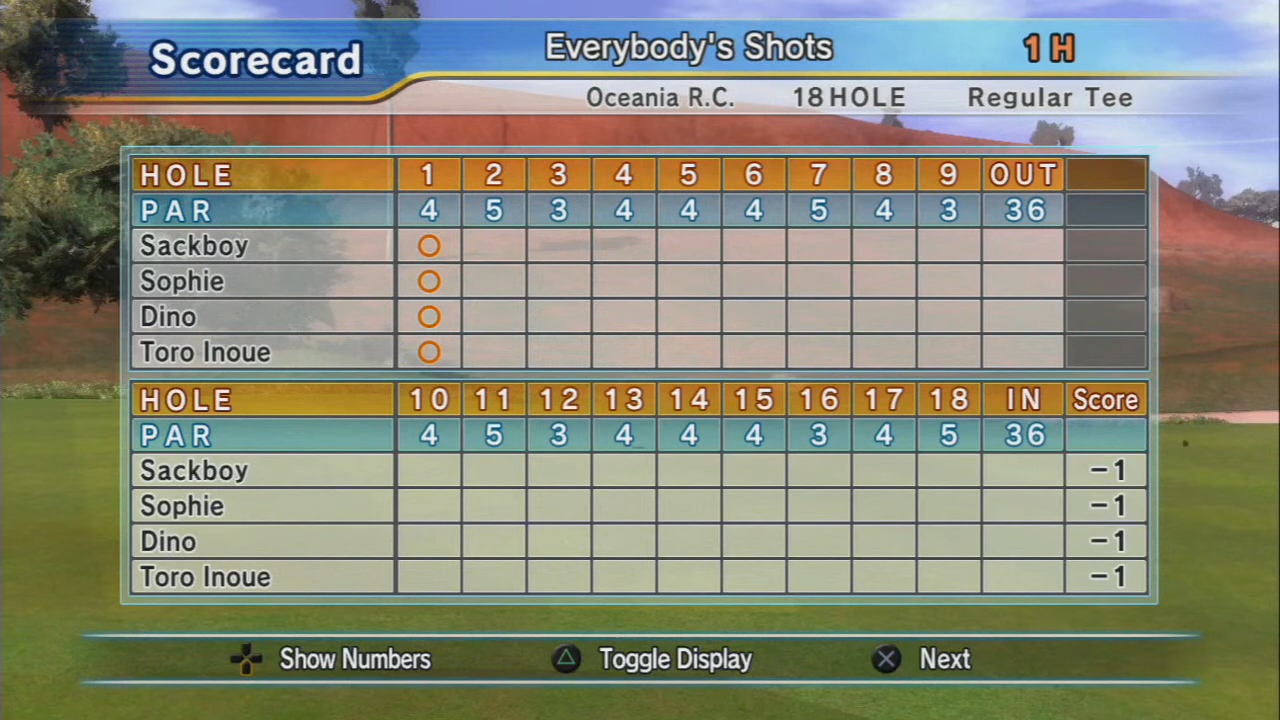 Scorecard
Everybody's Shots
1H
Oceania R.C. 18HOLE Regular Tee
HOLE 1 2 3 4 5 6 7 8 9 OUT
PAR 4 5 3 4 4 4 5 4 3 36
Sackboy
Sophie
Dino
Toro Inoue
HOLE 10 11 12 13 14 15 16 17 18 IN Score
PAR 4 5 3 4 4 4 3 4 5 36
Sackboy -1
Sophie -1
Dino -1
Toro Inoue -1
Show Numbers Toggle Display Next